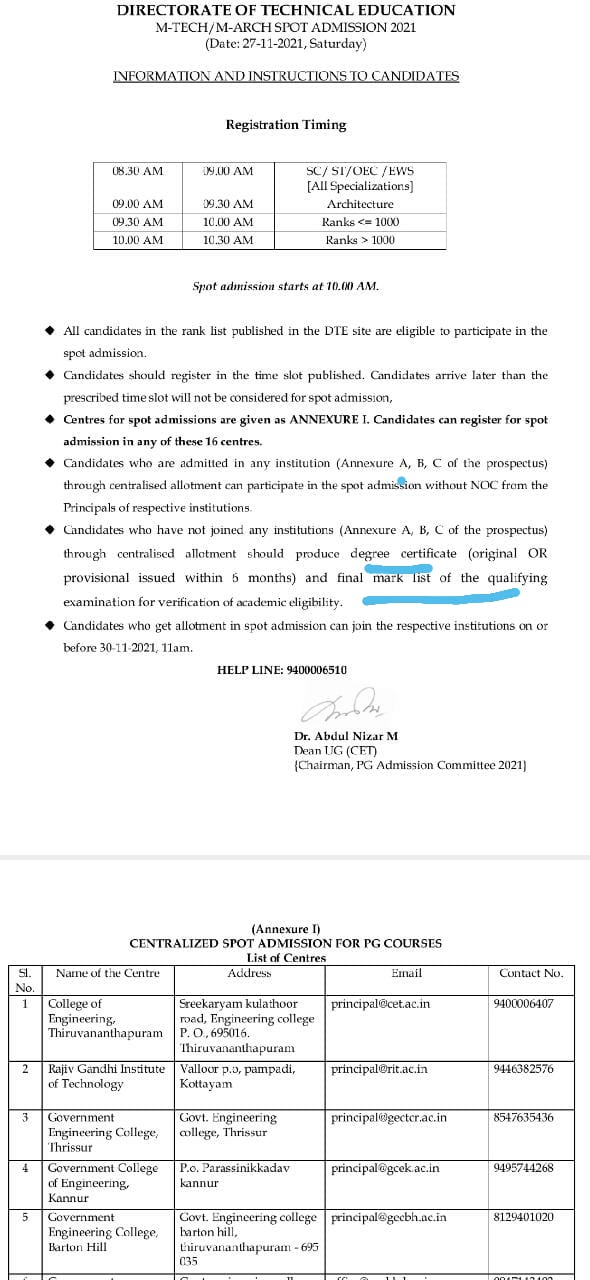 DIRECTORATE OF TECHNICAL EDUCATION
M-TECH/M-ARCH SPOT ADMISSION 2021
(Date: 27-11-2021, Saturday)
INFORMATION AND INSTRUCTIONS TO CANDIDATES
Registration Timing
08.30 AM 09.00 AM SC/ ST/OEC /EWS
[All Specializations]
09.00 AM 09.30 AM Architecture
09.30 AM 10.00 AM Ranks <= 1000
10.00 AM 10.30 AM Ranks > 1000
Spot admission starts at 10.00 AM.
◆ All candidates in the rank list published in the DTE site are eligible to participate in the
spot admission.
◆ Candidates should register in the time slot published. Candidates arrive later than the
prescribed time slot will not be considered for spot admission,
◆ Centres for spot admissions are given as ANNEXURE I. Candidates can register for spot
admission in any of these 16 centres.
◆ Candidates who are admitted in any institution (Annexure A, B, C of the prospectus)
through centralised allotment can participate in the spot admission without NOC from the
Principals of respective institutions.
◆ Candidates who have not joined any institutions (Annexure A, B, C of the prospectus)
through centralised allotment should produce degree certificate (original OR
provisional issued within 6 months) and final mark list of the qualifying
examination for verification of academic eligibility.
◆ Candidates who get allotment in spot admission can join the respective institutions on or
before 30-11-2021, 11am.
HELP LINE: 9400006510
Dr. Abdul Nizar M
Dean UG (CET)
{Chairman, PG Admission Committee 2021}
(Annexure I)
CENTRALIZED SPOT ADMISSION FOR PG COURSES
List of Centres
Sl. Name of the Centre Address Email Contact No.
No.
1 College of Sreekaryam kulathoor principal@cet.ac.in 9400006407
Engineering, road, Engineering college
Thiruvananthapuram P. O., 695016.
Thiruvananthapuram
2 Rajiv Gandhi Institute Valloor p.o, pampadi, principal@rit.ac.in 9446382576
of Technology Kottayam
3 Government Govt. Engineering principal@gectcr.ac.in 8547635436
Engineering College, college, Thrissur
Thrissur
4 Government College P.o. Parassinikkadav principal@gcek.ac.in 9495744268
of Engineering, kannur
Kannur
5 Government Govt. Engineering college principal@gecbh.ac.in 8129401020
Engineering College, barton hill,
Barton Hill thiruvananthapuram - 695
035